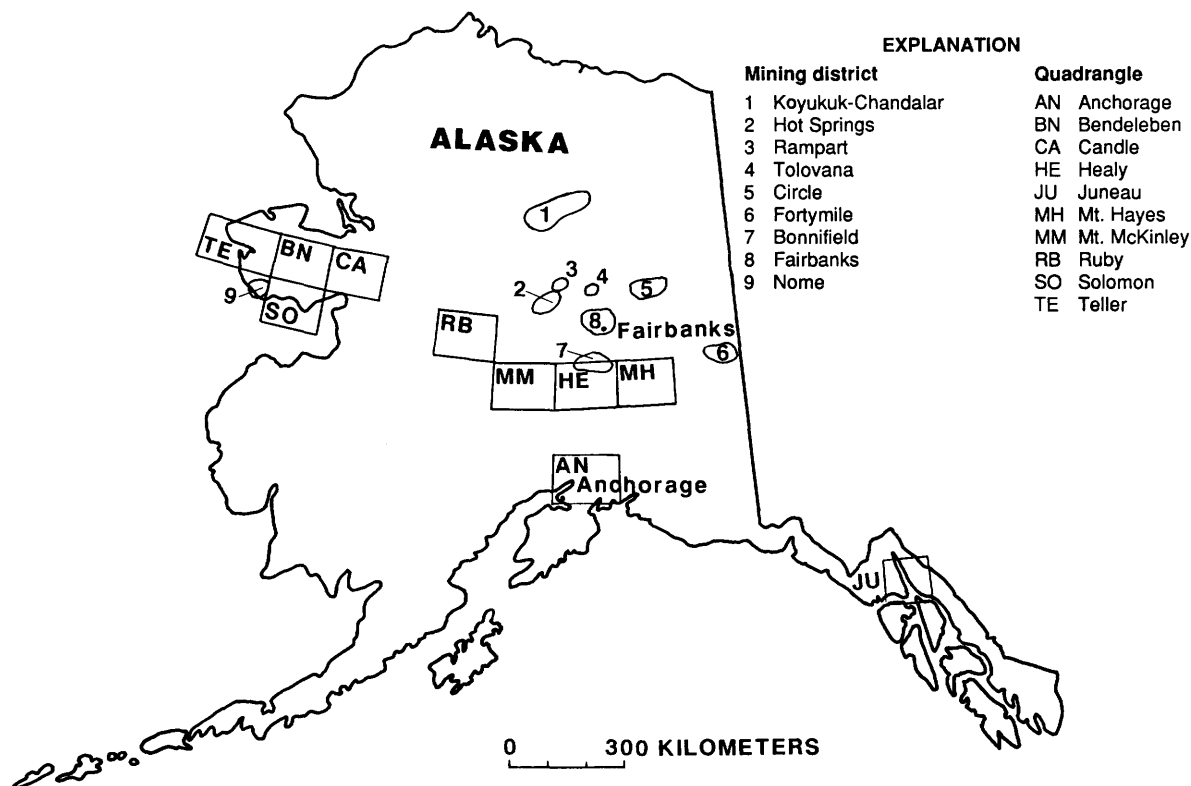 EXPLANATION
Mining district
1 Koyukuk-Chandalar
2 Hot Springs
3 Rampart
4 Tolovana
5 Circle
6 Fortymile
7 Bonnifield
8 Fairbanks
9 Nome
Quadrangle
AN Anchorage
BN Bendeleben
CA Candle
HE Healy
JU Juneau
MH Mt. Hayes
MM Mt. McKinley
RB Ruby
SO Solomon
TE Teller
ALASKA
1
TE
BN
CA
9
SO
2
3
4
5
RB
8
Fairbanks
7
6
MM
HE
MH
AN
Anchorage
JU
0 300 KILOMETERS